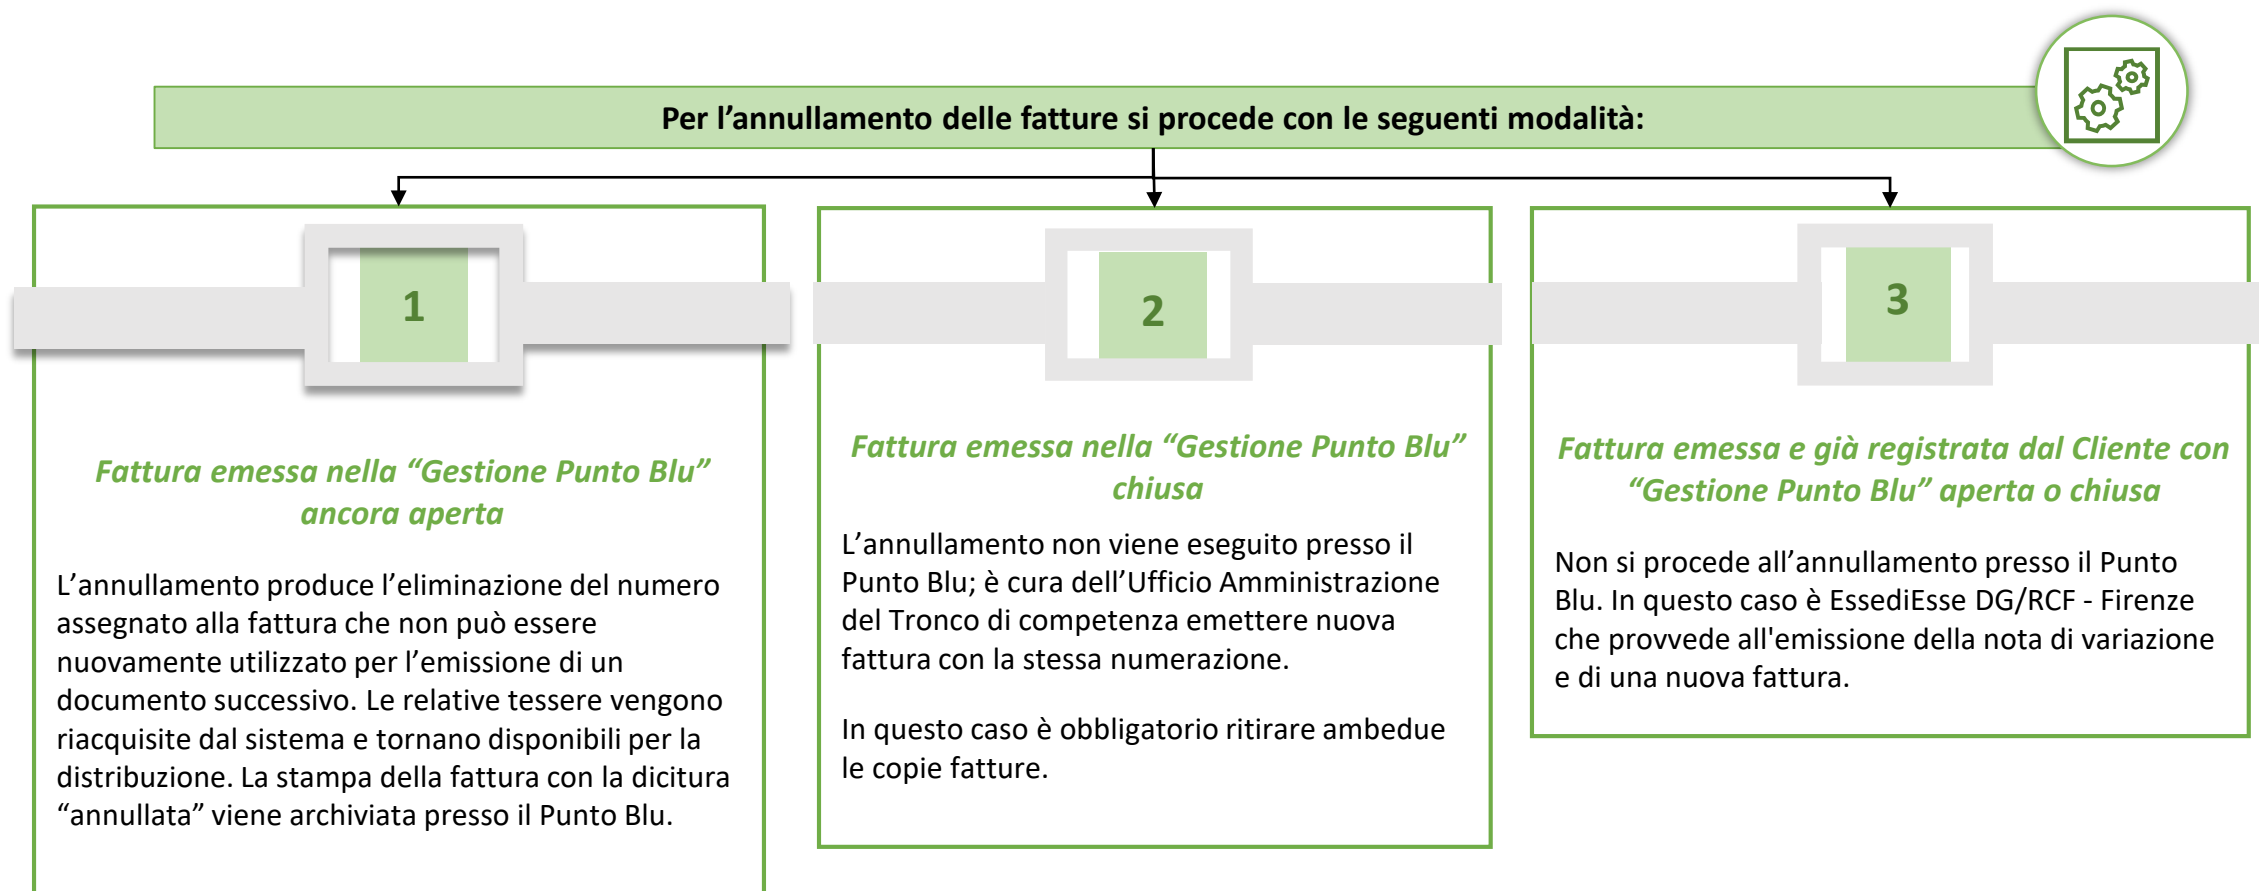 Per l’annullamento delle fatture si procede con le seguenti modalità:
1
Fattura emessa nella “Gestione Punto Blu”
ancora aperta
L’annullamento produce l’eliminazione del numero
assegnato alla fattura che non può essere
nuovamente utilizzato per l’emissione di un
documento successivo. Le relative tessere vengono
riacquisite dal sistema e tornano disponibili per la
distribuzione. La stampa della fattura con la dicitura
“annullata” viene archiviata presso il Punto Blu.
2
Fattura emessa nella “Gestione Punto Blu”
chiusa
L’annullamento non viene eseguito presso il
Punto Blu; è cura dell’Ufficio Amministrazione
del Tronco di competenza emettere nuova
fattura con la stessa numerazione.
In questo caso è obbligatorio ritirare ambedue
le copie fatture.
3
Fattura emessa e già registrata dal Cliente con
“Gestione Punto Blu” aperta o chiusa
Non si procede all’annullamento presso il Punto
Blu. In questo caso è EssediEsse DG/RCF - Firenze
che provvede all'emissione della nota di variazione
e di una nuova fattura.